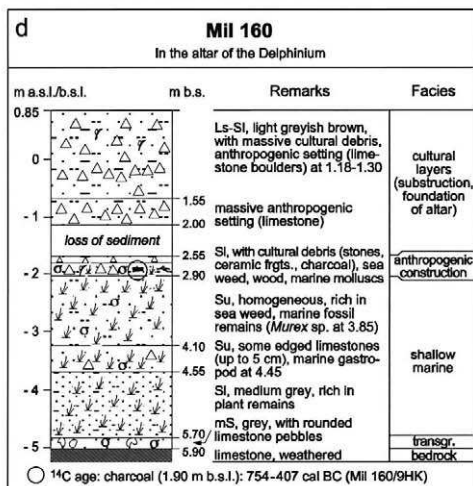 d
Mil 160
In the altar of the Delphinium
m a.s.l./b.s.l.
m b.s.
Remarks
Facies
0.85
0
- 1
- 2
- 3
- 4
- 5
loss of sediment
1.55
2.00
2.55
2.90
4.10
4.55
5.70
5.90
Ls-Sl, light greyish brown,
with massive cultural debris,
anthropogenic setting (lime-
stone boulders) at 1.18-1.30
massive anthropogenic
setting (limestone)
Sl, with cultural debris (stones,
ceramic frgts., charcoal), sea
weed, wood, marine molluscs
Su, homogeneous, rich in
sea weed, marine fossil
remains (Murex sp. at 3.85)
Su, some edged limestones
(up to 5 cm), marine gastro-
pod at 4.45
Sl, medium grey, rich in
plant remains
mS, grey, with rounded
limestone pebbles
limestone, weathered
cultural
layers
(substruction,
foundation
of altar)
anthropogenic
construction
shallow
marine
transgr.
bedrock
14C age: charcoal (1.90 m b.s.l.): 754-407 cal BC (Mil 160/9HK)